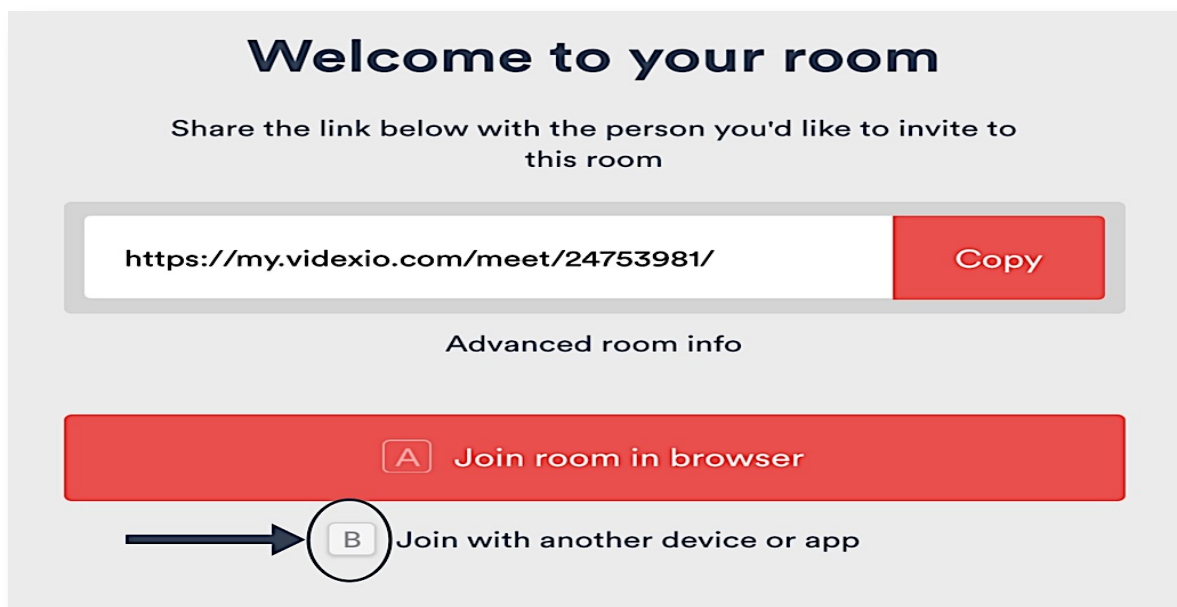 Welcome to your room
Share the link below with the person you'd like to invite to
this room
https://my.videxio.com/meet/24753981/
Copy
Advanced room info
A Join room in browser
B Join with another device or app